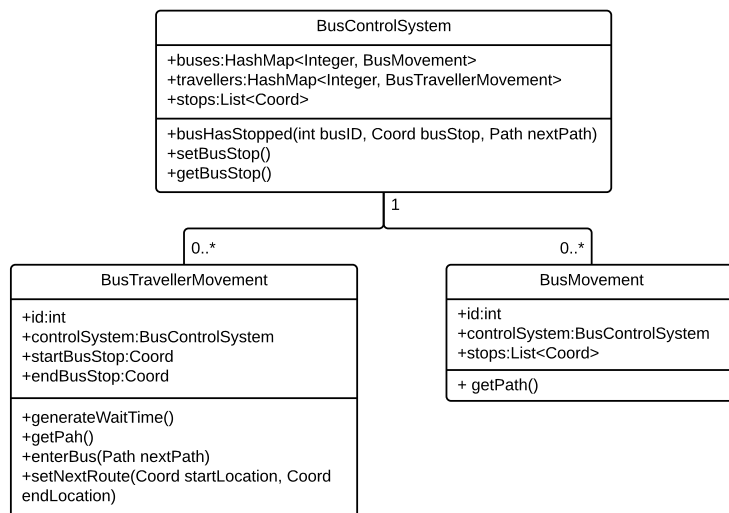 BusControlSystem
+buses:HashMap<Integer, BusMovement>
+travellers:HashMap<Integer, BusTravellerMovement>
+stops:List<Coord>
+busHasStopped(int busID, Coord busStop, Path nextPath)
+setBusStop()
+getBusStop()
1
0..*
0..*
BusTravellerMovement
+id:int
+controlSystem:BusControlSystem
+startBusStop:Coord
+endBusStop:Coord
+generateWaitTime()
+getPah()
+enterBus(Path nextPath)
+setNextRoute(Coord startLocation, Coord
endLocation)
BusMovement
+id:int
+controlSystem:BusControlSystem
+stops:List<Coord>
+ getPath()